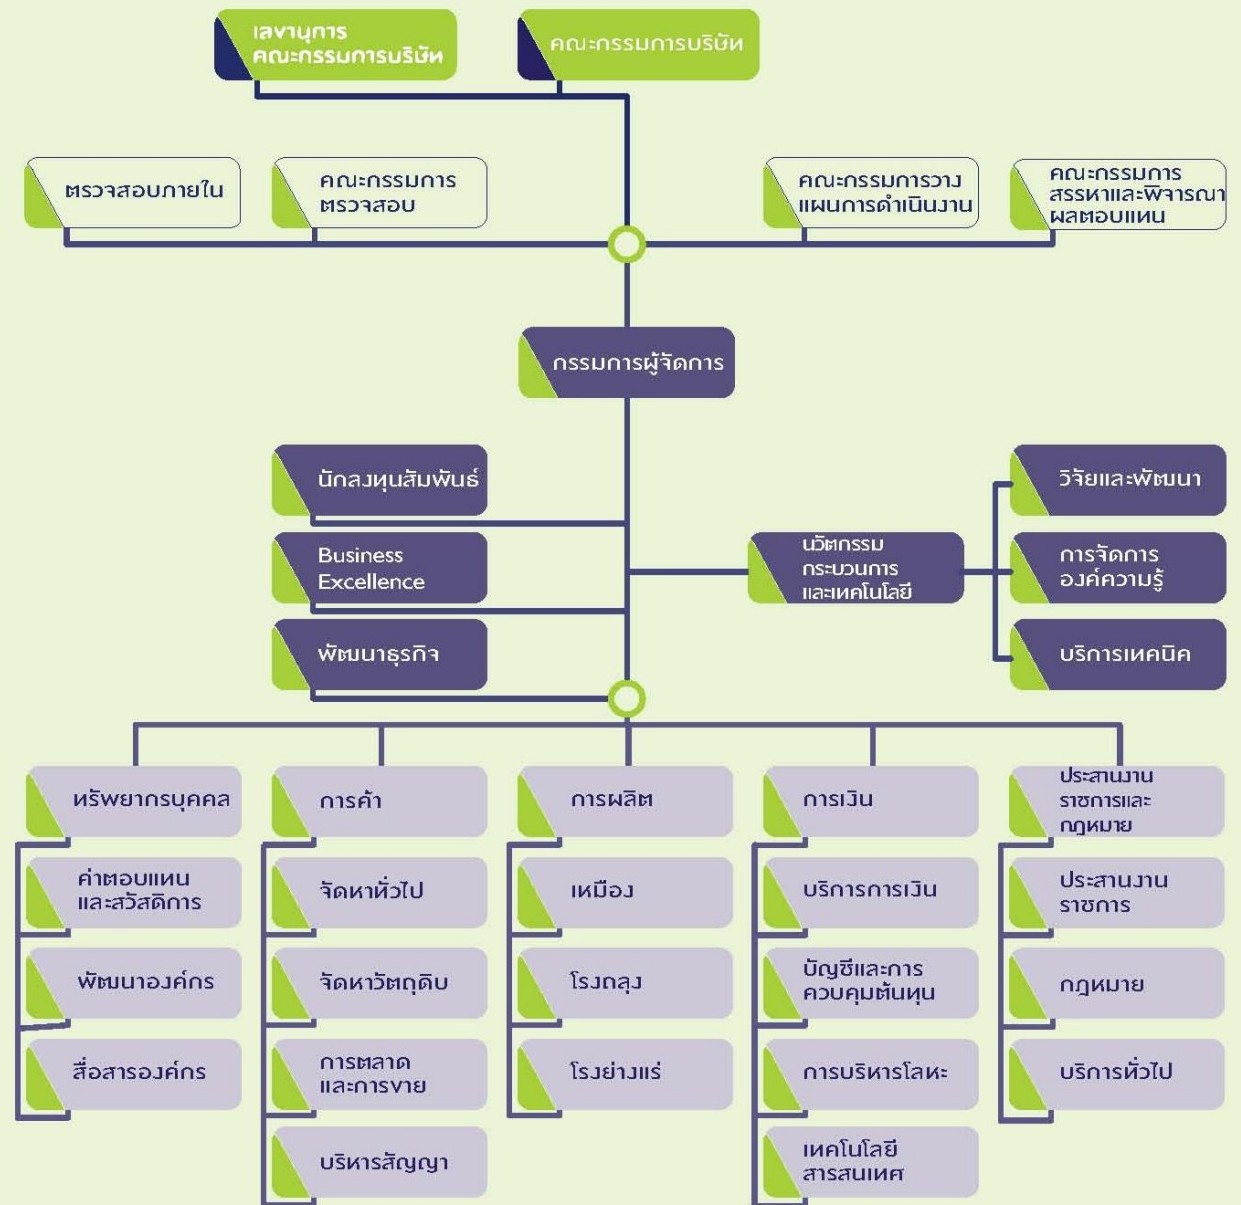 เลขานุการ
คณะกรรมการบริษัท
คณะกรรมการบริษัท
ตรวจสอบภายใน
คณะกรรมการ
ตรวจสอบ
คณะกรรมการวาง
แผนการดำเนินงาน
คณะกรรมการ
สรรหาและพิจารณา
ผลตอบแทน
กรรมการผู้จัดการ
นักลงทุนสัมพันธ์
Business
Excellence
พัฒนาธุรกิจ
นวัตกรรม
กระบวนการ
และเทคโนโลยี
วิจัยและพัฒนา
การจัดการ
องค์ความรู้
บริการเทคนิค
ทรัพยากรบุคคล
ค่าตอบแทน
และสวัสดิการ
พัฒนาองค์กร
สื่อสารองค์กร
การค้า
จัดหาทั่วไป
จัดหาวัตถุดิบ
การตลาด
และการขาย
บริหารสัญญา
การผลิต
เหมือง
โรงถลุง
โรงย่างแร่
การเงิน
บริการการเงิน
บัญชีและการ
ควบคุมต้นทุน
การบริหารโลหะ
เทคโนโลยี
สารสนเทศ
ประสานงาน
ราชการและ
กฎหมาย
ประสานงาน
ราชการ
กฎหมาย
บริการทั่วไป